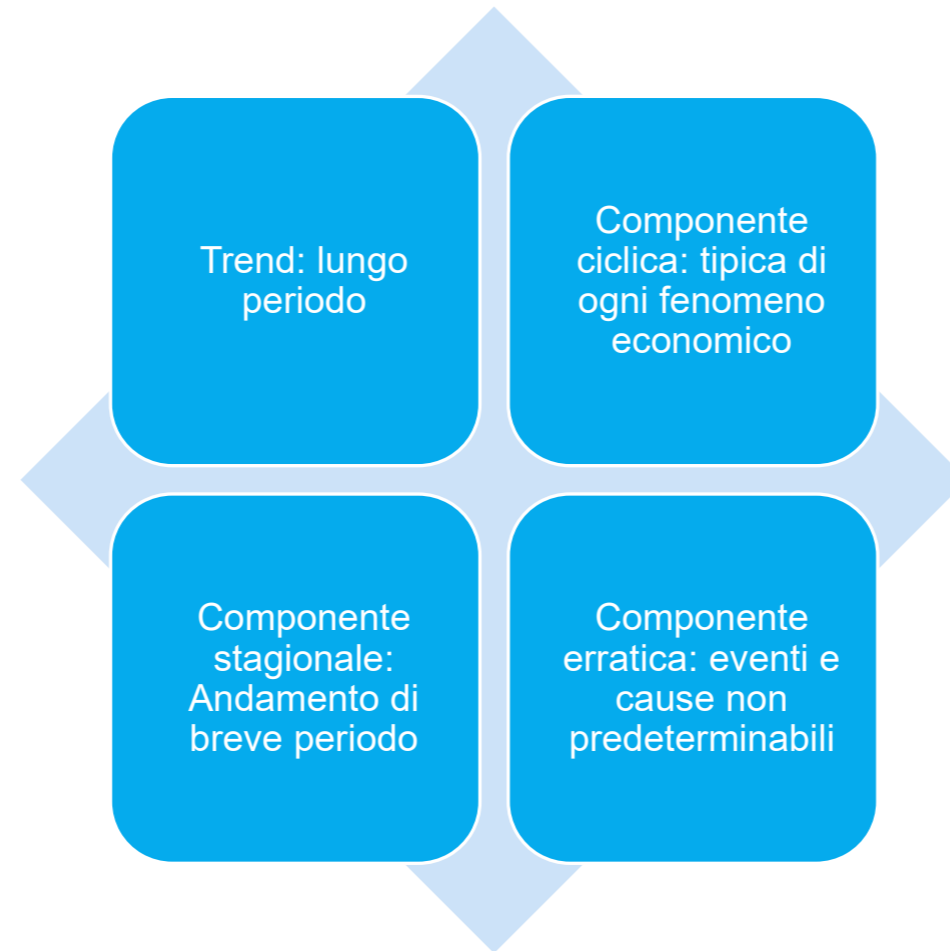 Trend: lungo
periodo
Componente
ciclica: tipica di
ogni fenomeno
economico
Componente
stagionale:
Andamento di
breve periodo
Componente
erratica: eventi e
cause non
predeterminabili